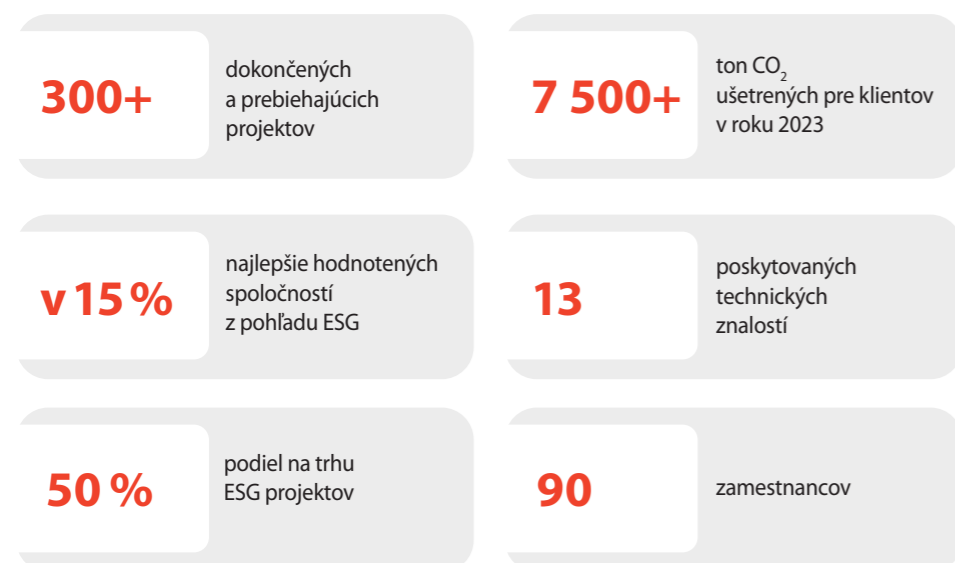 300+
dokončených
a prebiehajúcich
projektov
7 500+
ton CO₂
ušetrených pre klientov
v roku 2023
v 15 %
najlepšie hodnotených
spoločností
z pohľadu ESG
13
poskytovaných
technických
znalostí
50 %
podiel na trhu
ESG projektov
90
zamestnancov